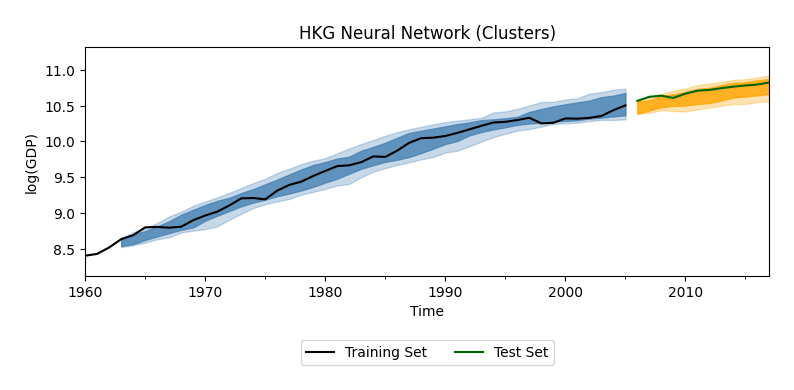 HKG Neural Network (Clusters)
11.0
10.5
10.0
9.5
9.0
8.5
log(GDP)
1960 1970 1980 1990 2000 2010
Time
Training Set Test Set